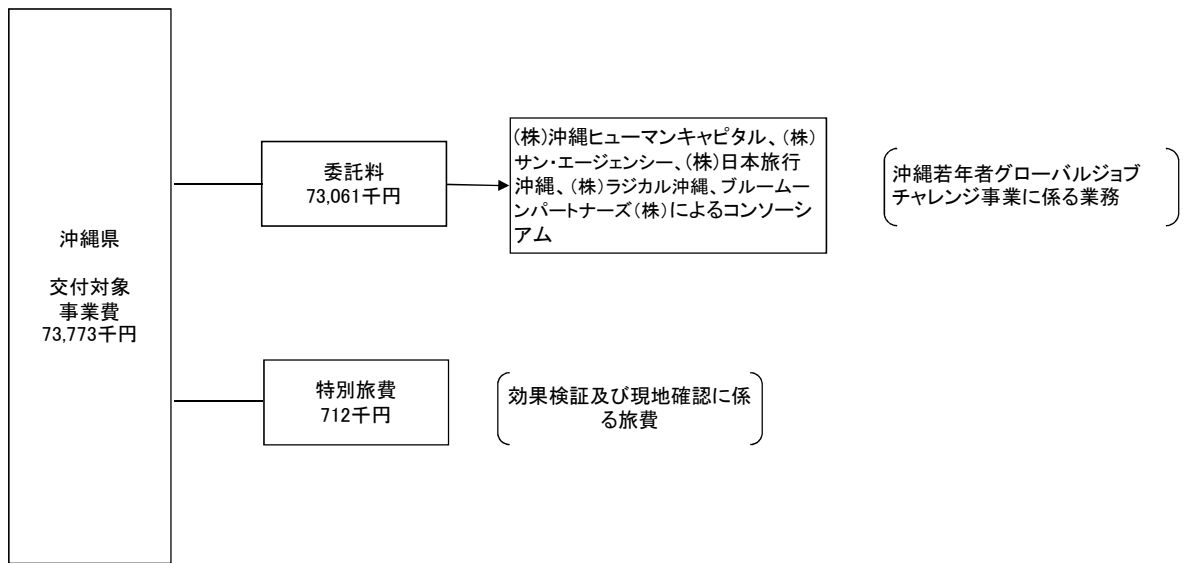 沖縄県
交付対象
事業費
73,773千円
委託料
73,061千円
(株)沖縄ヒューマンキャピタル、(株)
サン・エージェンシー、(株)日本旅行
沖縄、(株)ラジカル沖縄、ブルームー
ンパートナーズ(株)によるコンソーシ
アム
沖縄若年者グローバルジョブ
チャレンジ事業に係る業務
特別旅費
712千円
効果検証及び現地確認に係
る旅費